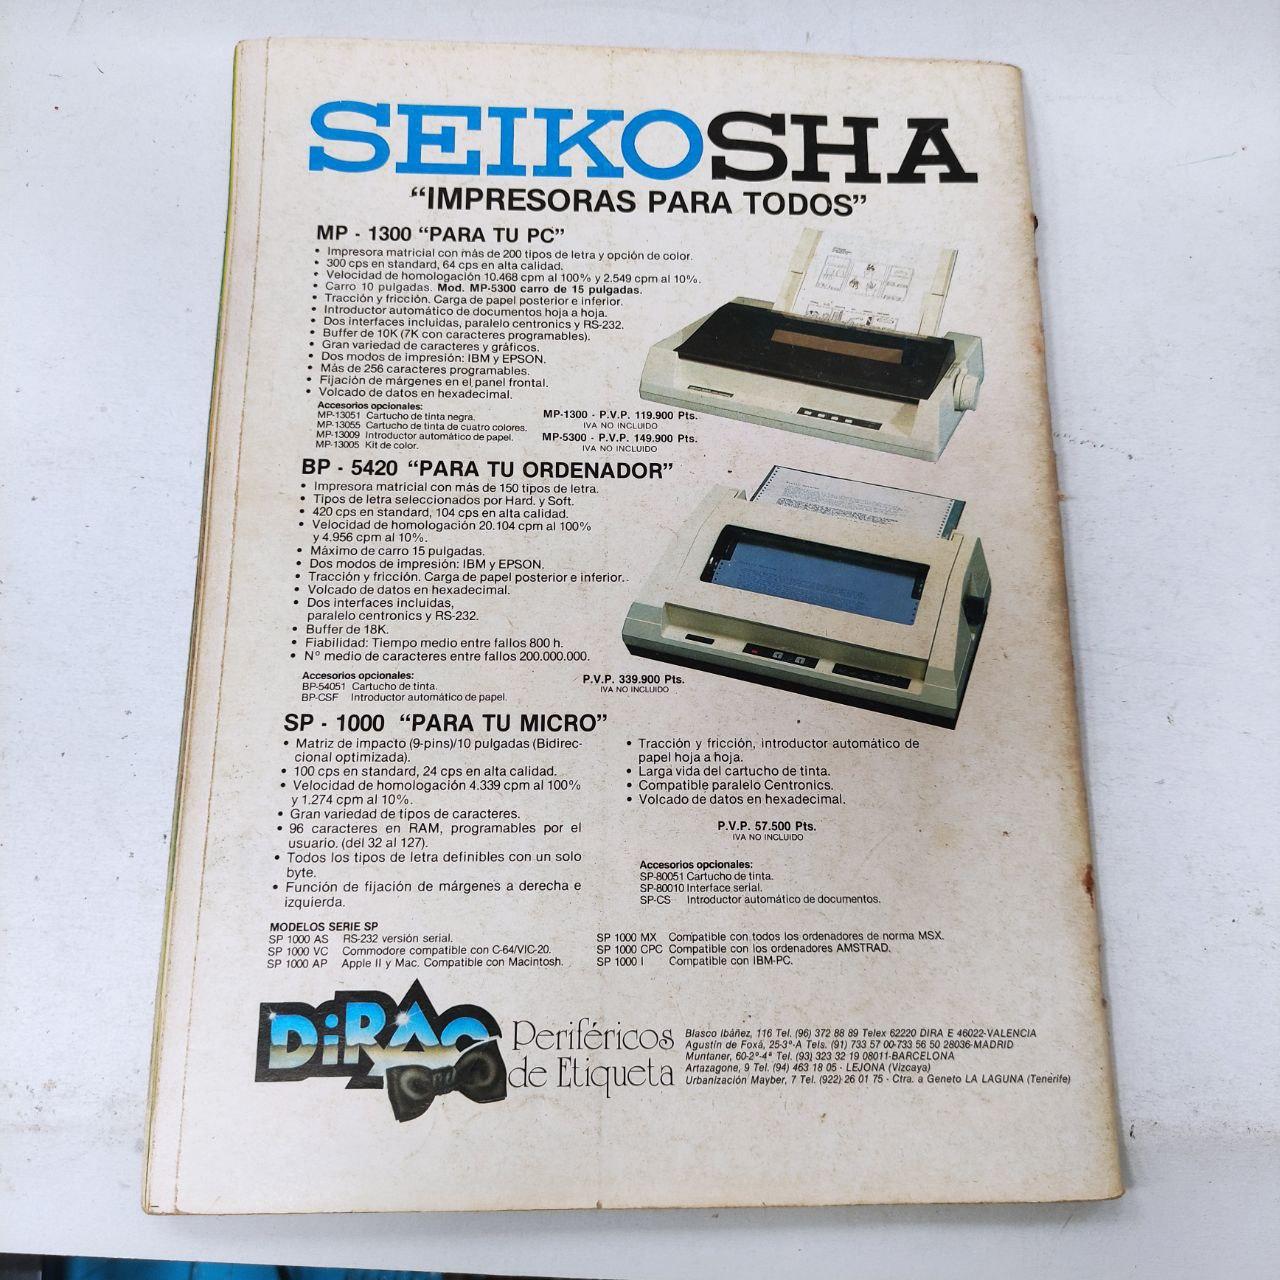 SEIKOSHA
“IMPRESORAS PARA TODOS”
MP - 1300 “PARA TU PC”
• Impresora matricial con más de 200 tipos de letra y opción de color.
• 300 cps en standard, 64 cps en alta calidad.
• Velocidad de homologación 10.468 cpm al 100% y 2.549 cpm al 10%.
• Carro 10 pulgadas. Mod. MP-5300 carro de 15 pulgadas.
• Tracción y fricción. Carga de papel posterior e inferior.
• Introductor automático de documentos hoja a hoja.
• Dos interfaces incluidas, paralelo centronics y RS-232.
• Buffer de 10K (7K con caracteres programables).
• Gran variedad de caracteres y gráficos.
• Dos modos de impresión: IBM y EPSON.
• Más de 256 caracteres programables.
• Fijación de márgenes en el panel frontal.
• Volcado de datos en hexadecimal.
Accesorios opcionales:
MP-13051 Cartucho de tinta negra.
MP-13055 Cartucho de tinta de cuatro colores.
MP-13009 Introductor automático de papel.
MP-13005 Kit de color.
MP-1300 - P.V.P. 119.900 Pts.
IVA NO INCLUIDO
MP-5300 - P.V.P. 149.900 Pts.
IVA NO INCLUIDO
BP - 5420 “PARA TU ORDENADOR”
• Impresora matricial con más de 150 tipos de letra.
• Tipos de letra seleccionados por Hard. y Soft.
• 420 cps en standard, 104 cps en alta calidad.
• Velocidad de homologación 20.104 cpm al 100%
y 4.956 cpm al 10%.
• Máximo de carro 15 pulgadas.
• Dos modos de impresión: IBM y EPSON.
• Tracción y fricción. Carga de papel posterior e inferior.
• Volcado de datos en hexadecimal.
• Dos interfaces incluidas,
paralelo centronics y RS-232.
• Buffer de 18K.
• Fiabilidad: Tiempo medio entre fallos 800 h.
• Nº medio de caracteres entre fallos 200.000.000.
Accesorios opcionales:
BP-54051 Cartucho de tinta.
BP-CSF Introductor automático de papel.
P.V.P. 339.900 Pts.
IVA NO INCLUIDO
SP - 1000 “PARA TU MICRO”
• Matriz de impacto (9-pins)/10 pulgadas (Bidirec-
cional optimizada).
• 100 cps en standard, 24 cps en alta calidad.
• Velocidad de homologación 4.339 cpm al 100%
y 1.274 cpm al 10%.
• Gran variedad de tipos de caracteres.
• 96 caracteres en RAM, programables por el
usuario. (del 32 al 127).
• Todos los tipos de letra definibles con un solo
byte.
• Función de fijación de márgenes a derecha e
izquierda.
• Tracción y fricción, introductor automático de
papel hoja a hoja.
• Larga vida del cartucho de tinta.
• Compatible paralelo Centronics.
• Volcado de datos en hexadecimal.
P.V.P. 57.500 Pts.
IVA NO INCLUIDO
Accesorios opcionales:
SP-80051 Cartucho de tinta.
SP-80010 Interface serial.
SP-CS Introductor automático de documentos.
MODELOS SERIE SP
SP 1000 AS RS-232 versión serial.
SP 1000 VC Commodore compatible con C-64/VIC-20.
SP 1000 AP Apple II y Mac. Compatible con Macintosh.
SP 1000 MX Compatible con todos los ordenadores de norma MSX.
SP 1000 CPC Compatible con los ordenadores AMSTRAD.
SP 1000 I Compatible con IBM-PC.
DiRAC
Periféricos
de Etiqueta
Blasco Ibáñez, 116 Tel. (96) 372 88 89 Telex 62220 DIRA E 46022-VALENCIA
Agustín de Foxá, 25-3º-A Tels. (91) 733 57 00-733 56 50 28036-MADRID
Muntaner, 60-2º-4ª Tel. (93) 323 32 19 08011-BARCELONA
Artazagone, 9 Tel. (94) 463 18 05 - LEJONA (Vizcaya)
Urbanización Mayber, 7 Tel. (922) 26 01 75 - Ctra. a Geneto LA LAGUNA (Tenerife)